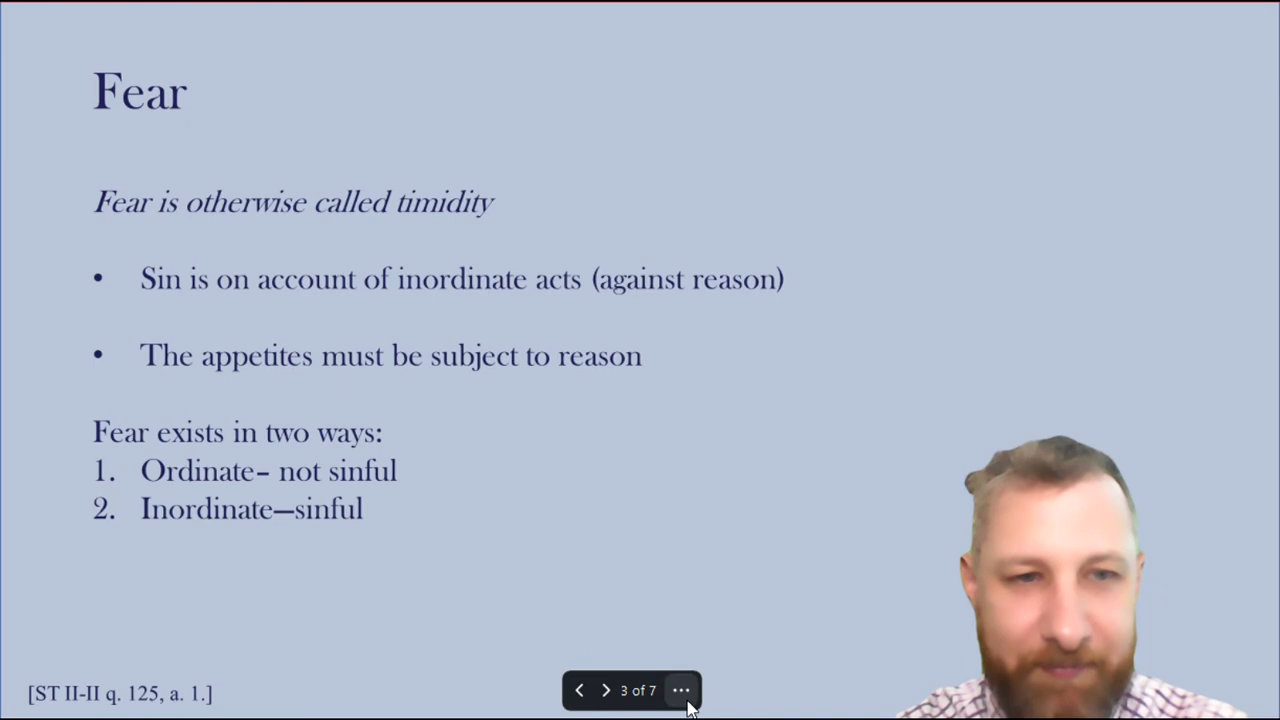 Fear
Fear is otherwise called timidity
• Sin is on account of inordinate acts (against reason)
• The appetites must be subject to reason
Fear exists in two ways:
1. Ordinate– not sinful
2. Inordinate—sinful
[ST II-II q. 125, a. 1.]
3 of 7